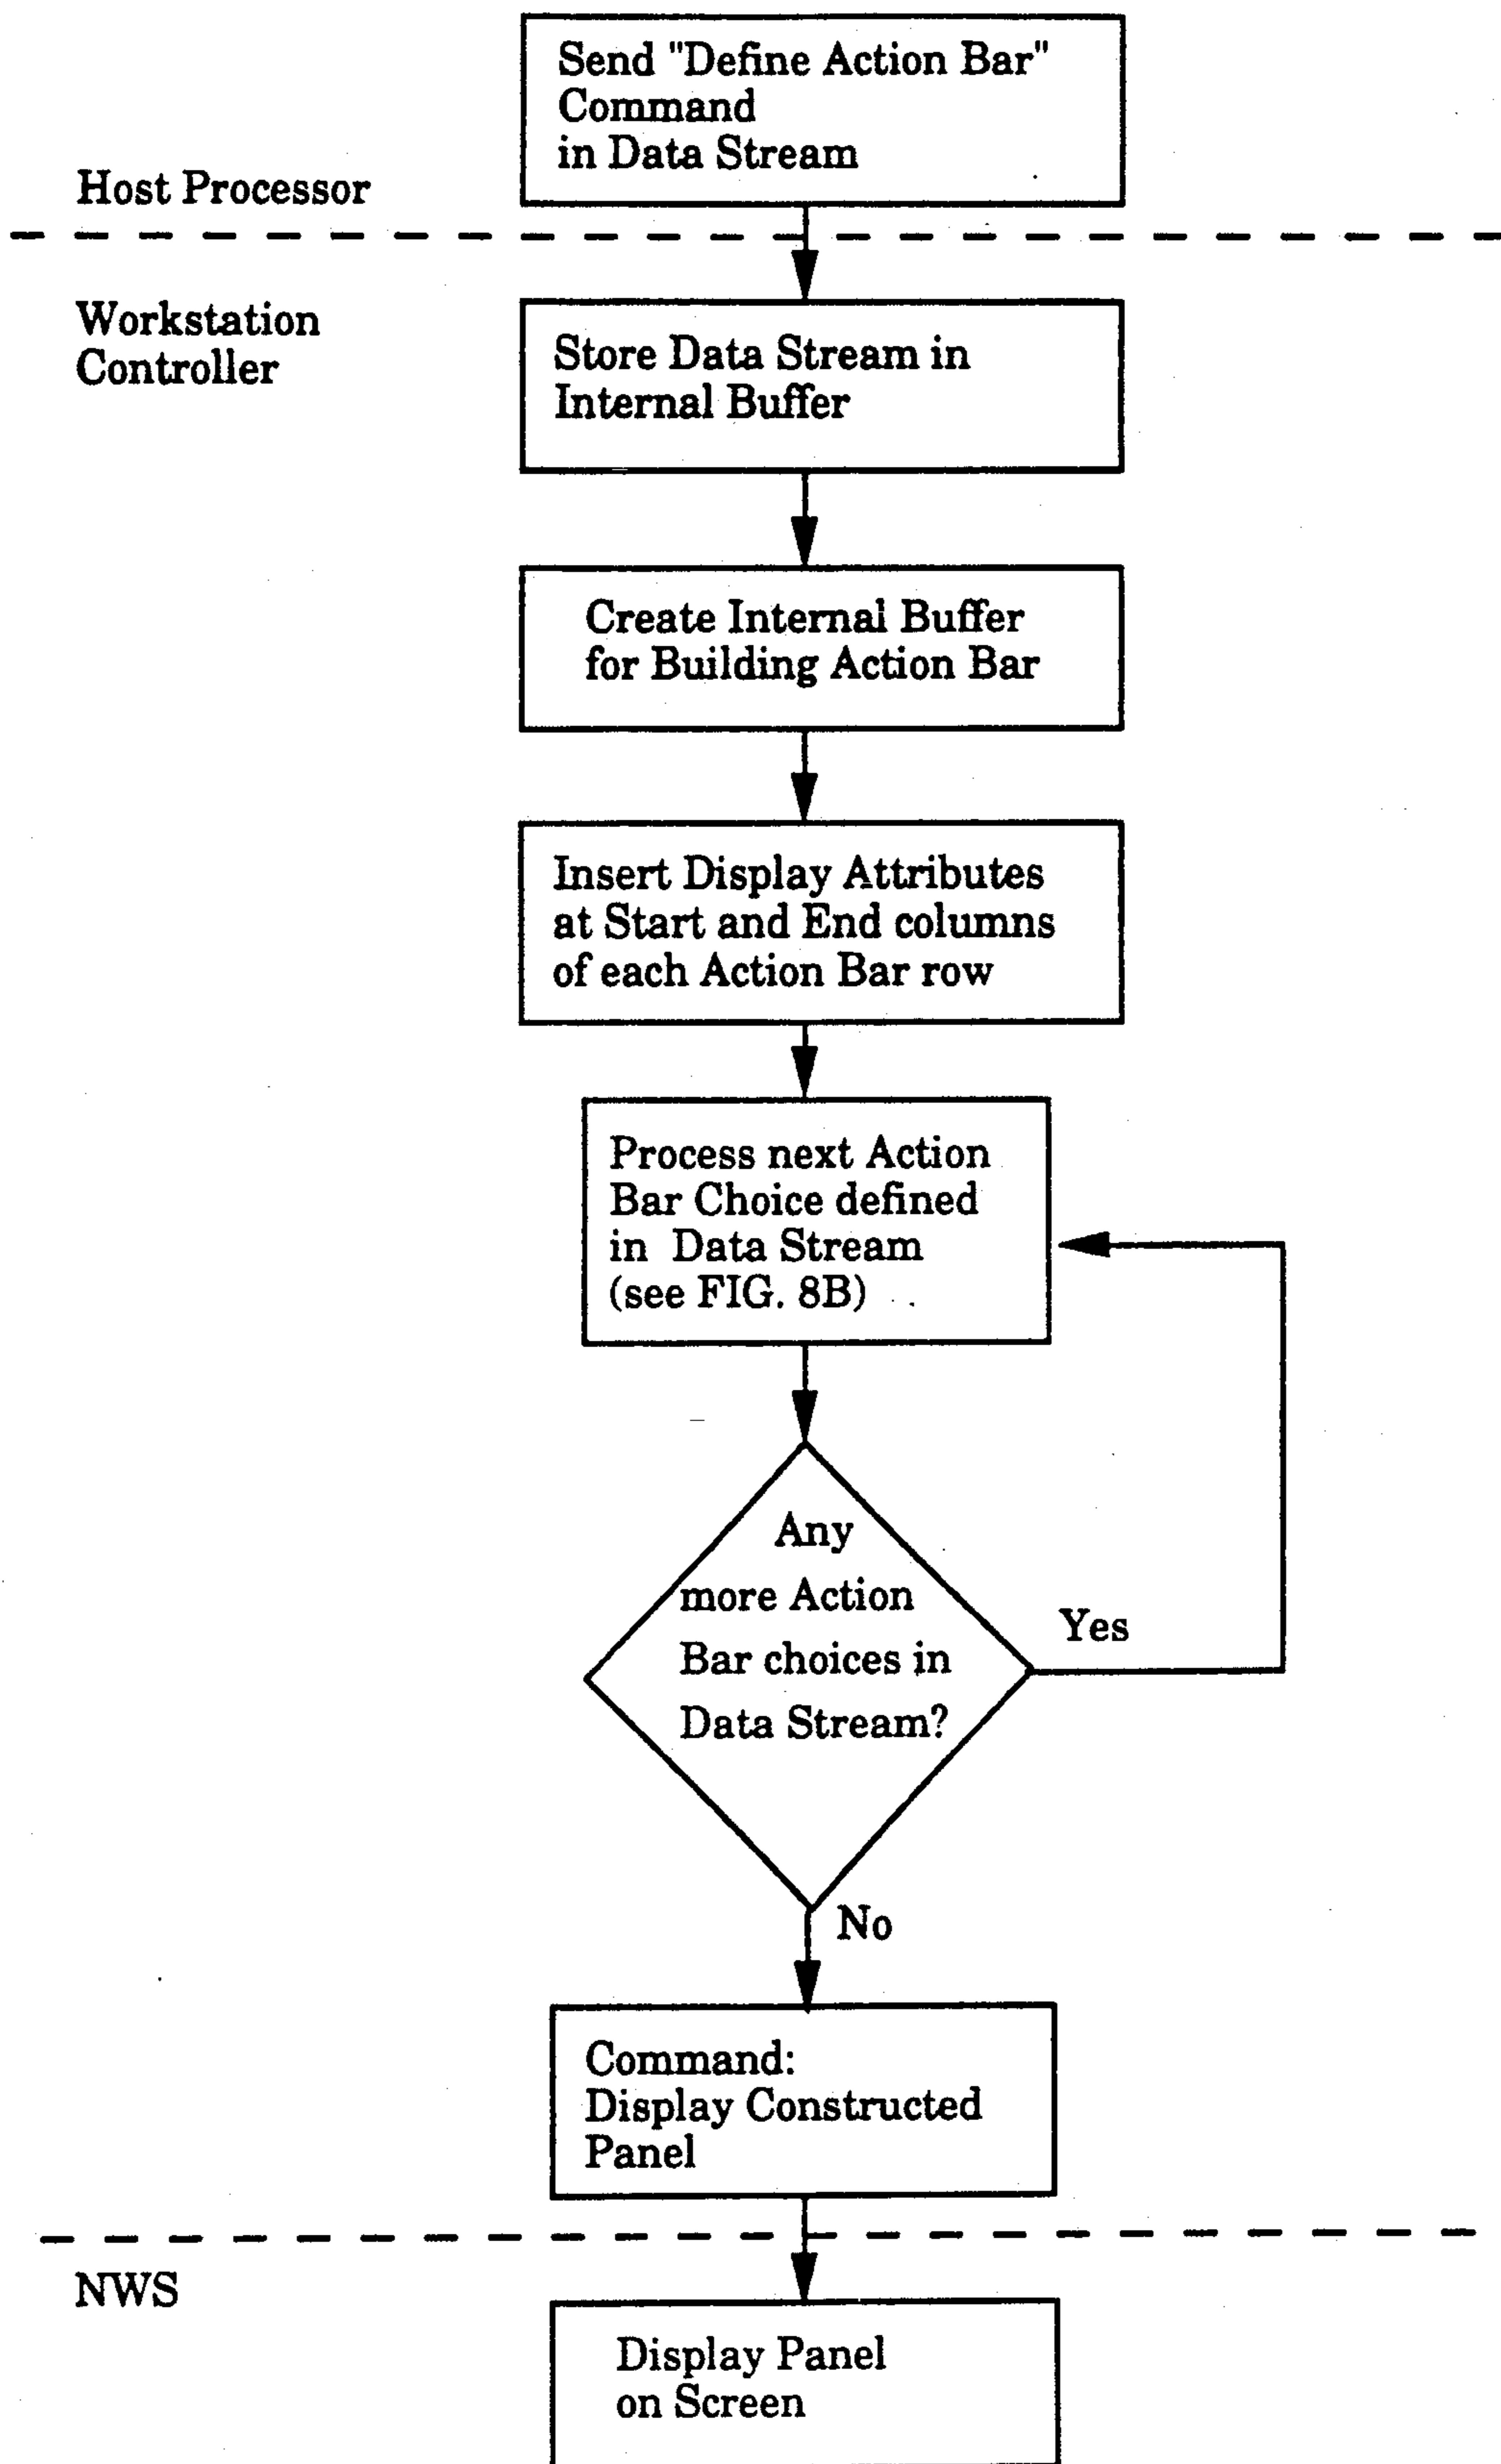 Send "Define Action Bar"
Command
in Data Stream
Host Processor
Workstation
Controller
Store Data Stream in
Internal Buffer
Create Internal Buffer
for Building Action Bar
Insert Display Attributes
at Start and End columns
of each Action Bar row
Process next Action
Bar Choice defined
in Data Stream
(see FIG. 8B)
Any
more Action
Bar choices in
Data Stream?
Yes
No
Command:
Display Constructed
Panel
NWS
Display Panel
on Screen